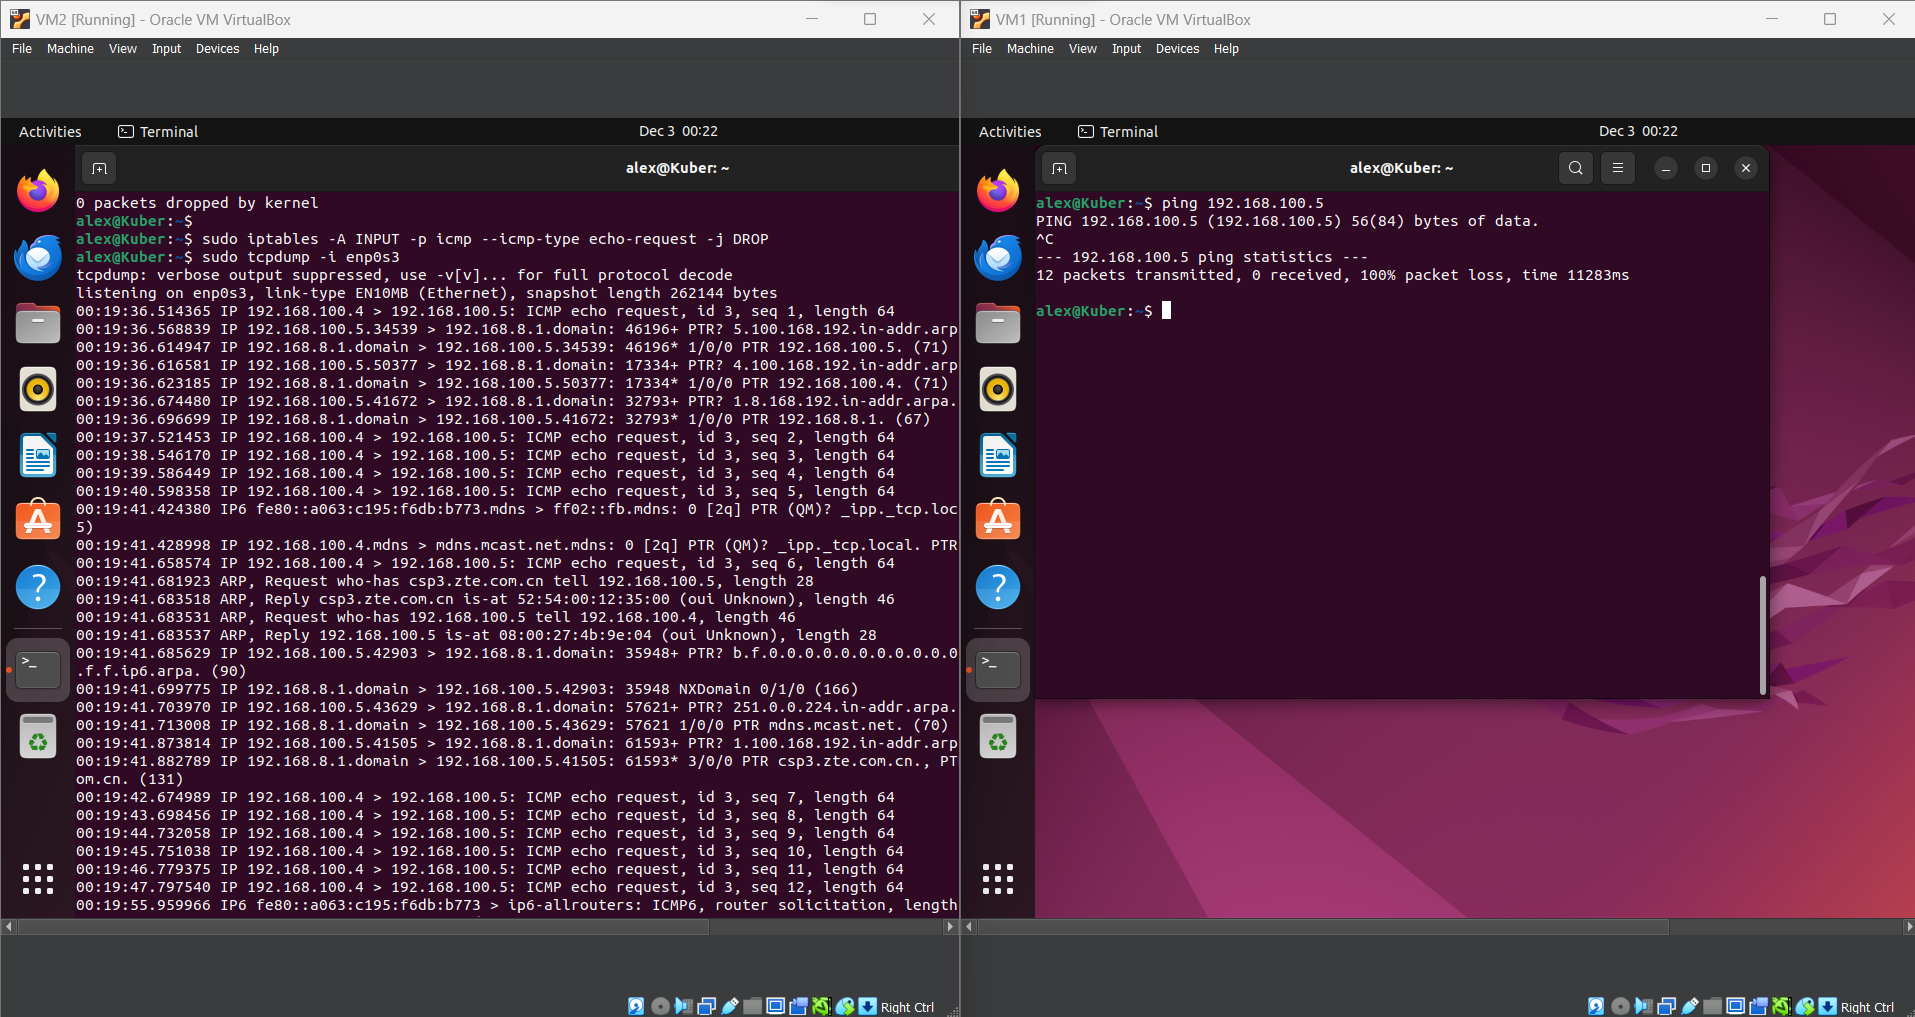 VM2 [Running] - Oracle VM VirtualBox
File Machine View Input Devices Help
Activities Terminal Dec 3 00:22
alex@Kuber: ~
0 packets dropped by kernel
alex@Kuber:~$
alex@Kuber:~$ sudo iptables -A INPUT -p icmp --icmp-type echo-request -j DROP
alex@Kuber:~$ sudo tcpdump -i enp0s3
tcpdump: verbose output suppressed, use -v[v]... for full protocol decode
listening on enp0s3, link-type EN10MB (Ethernet), snapshot length 262144 bytes
00:19:36.514365 IP 192.168.100.4 > 192.168.100.5: ICMP echo request, id 3, seq 1, length 64
00:19:36.568839 IP 192.168.100.5.34539 > 192.168.8.1.domain: 46196+ PTR? 5.100.168.192.in-addr.arp
00:19:36.614947 IP 192.168.8.1.domain > 192.168.100.5.34539: 46196* 1/0/0 PTR 192.168.100.5. (71)
00:19:36.616581 IP 192.168.100.5.50377 > 192.168.8.1.domain: 17334+ PTR? 4.100.168.192.in-addr.arp
00:19:36.623185 IP 192.168.8.1.domain > 192.168.100.5.50377: 17334* 1/0/0 PTR 192.168.100.4. (71)
00:19:36.674480 IP 192.168.100.5.41672 > 192.168.8.1.domain: 32793+ PTR? 1.8.168.192.in-addr.arpa.
00:19:36.696699 IP 192.168.8.1.domain > 192.168.100.5.41672: 32793* 1/0/0 PTR 192.168.8.1. (67)
00:19:37.521453 IP 192.168.100.4 > 192.168.100.5: ICMP echo request, id 3, seq 2, length 64
00:19:38.546170 IP 192.168.100.4 > 192.168.100.5: ICMP echo request, id 3, seq 3, length 64
00:19:39.586449 IP 192.168.100.4 > 192.168.100.5: ICMP echo request, id 3, seq 4, length 64
00:19:40.598358 IP 192.168.100.4 > 192.168.100.5: ICMP echo request, id 3, seq 5, length 64
00:19:41.424380 IP6 fe80::a063:c195:f6db:b773.mdns > ff02::fb.mdns: 0 [2q] PTR (QM)? _ipp._tcp.loc
5)
00:19:41.428998 IP 192.168.100.4.mdns > mdns.mcast.net.mdns: 0 [2q] PTR (QM)? _ipp._tcp.local. PTR
00:19:41.658574 IP 192.168.100.4 > 192.168.100.5: ICMP echo request, id 3, seq 6, length 64
00:19:41.681923 ARP, Request who-has csp3.zte.com.cn tell 192.168.100.5, length 28
00:19:41.683518 ARP, Reply csp3.zte.com.cn is-at 52:54:00:12:35:00 (oui Unknown), length 46
00:19:41.683531 ARP, Request who-has 192.168.100.5 tell 192.168.100.4, length 46
00:19:41.683537 ARP, Reply 192.168.100.5 is-at 08:00:27:4b:9e:04 (oui Unknown), length 28
00:19:41.685629 IP 192.168.100.5.42903 > 192.168.8.1.domain: 35948+ PTR? b.f.0.0.0.0.0.0.0.0.0.0.0
.f.f.ip6.arpa. (90)
00:19:41.699775 IP 192.168.8.1.domain > 192.168.100.5.42903: 35948 NXDomain 0/1/0 (166)
00:19:41.703970 IP 192.168.100.5.43629 > 192.168.8.1.domain: 57621+ PTR? 251.0.0.224.in-addr.arpa.
00:19:41.713008 IP 192.168.8.1.domain > 192.168.100.5.43629: 57621 1/0/0 PTR mdns.mcast.net. (70)
00:19:41.873814 IP 192.168.100.5.41505 > 192.168.8.1.domain: 61593+ PTR? 1.100.168.192.in-addr.arp
00:19:41.882789 IP 192.168.8.1.domain > 192.168.100.5.41505: 61593* 3/0/0 PTR csp3.zte.com.cn., PT
om.cn. (131)
00:19:42.674989 IP 192.168.100.4 > 192.168.100.5: ICMP echo request, id 3, seq 7, length 64
00:19:43.698456 IP 192.168.100.4 > 192.168.100.5: ICMP echo request, id 3, seq 8, length 64
00:19:44.732058 IP 192.168.100.4 > 192.168.100.5: ICMP echo request, id 3, seq 9, length 64
00:19:45.751038 IP 192.168.100.4 > 192.168.100.5: ICMP echo request, id 3, seq 10, length 64
00:19:46.779375 IP 192.168.100.4 > 192.168.100.5: ICMP echo request, id 3, seq 11, length 64
00:19:47.797540 IP 192.168.100.4 > 192.168.100.5: ICMP echo request, id 3, seq 12, length 64
00:19:55.959966 IP6 fe80::a063:c195:f6db:b773 > ip6-allrouters: ICMP6, router solicitation, length
Right Ctrl
VM1 [Running] - Oracle VM VirtualBox
File Machine View Input Devices Help
Activities Terminal Dec 3 00:22
alex@Kuber: ~
alex@Kuber:~$ ping 192.168.100.5
PING 192.168.100.5 (192.168.100.5) 56(84) bytes of data.
^C
--- 192.168.100.5 ping statistics ---
12 packets transmitted, 0 received, 100% packet loss, time 11283ms
alex@Kuber:~$
Right Ctrl